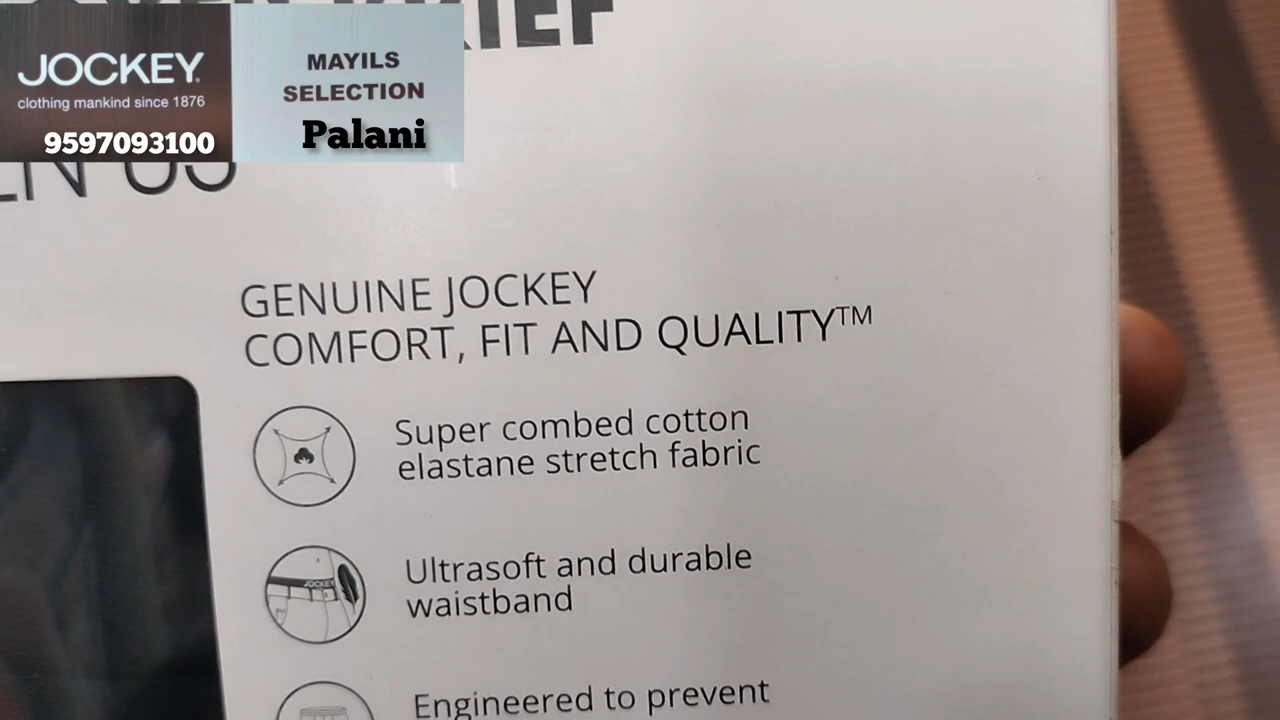 JOCKEY
clothing mankind since 1876
9597093100
MAYILS
SELECTION
Palani
GENUINE JOCKEY
COMFORT, FIT AND QUALITY™
Super combed cotton
elastane stretch fabric
JOCKEY
Ultrasoft and durable
waistband
Engineered to prevent